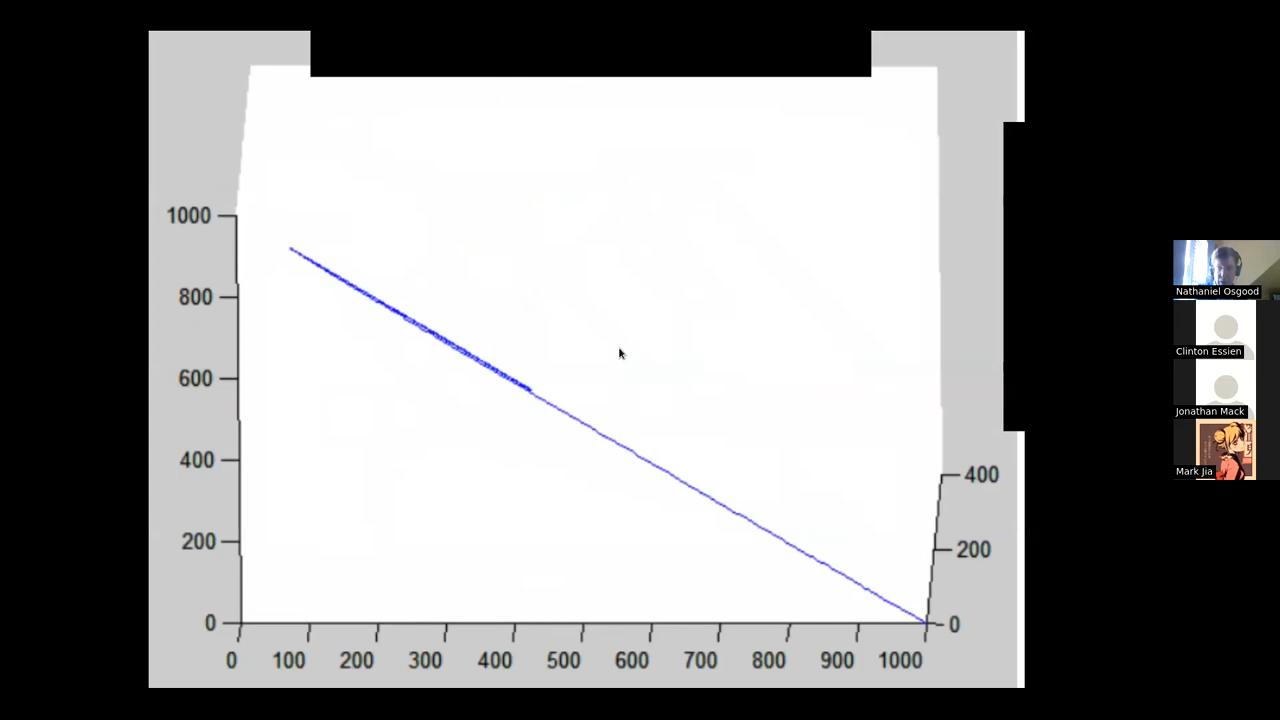 1000
800
600
400
200
0
400
200
0
0 100 200 300 400 500 600 700 800 900 1000
Nathaniel Osgood
Clinton Essien
Jonathan Mack
Mark Jia